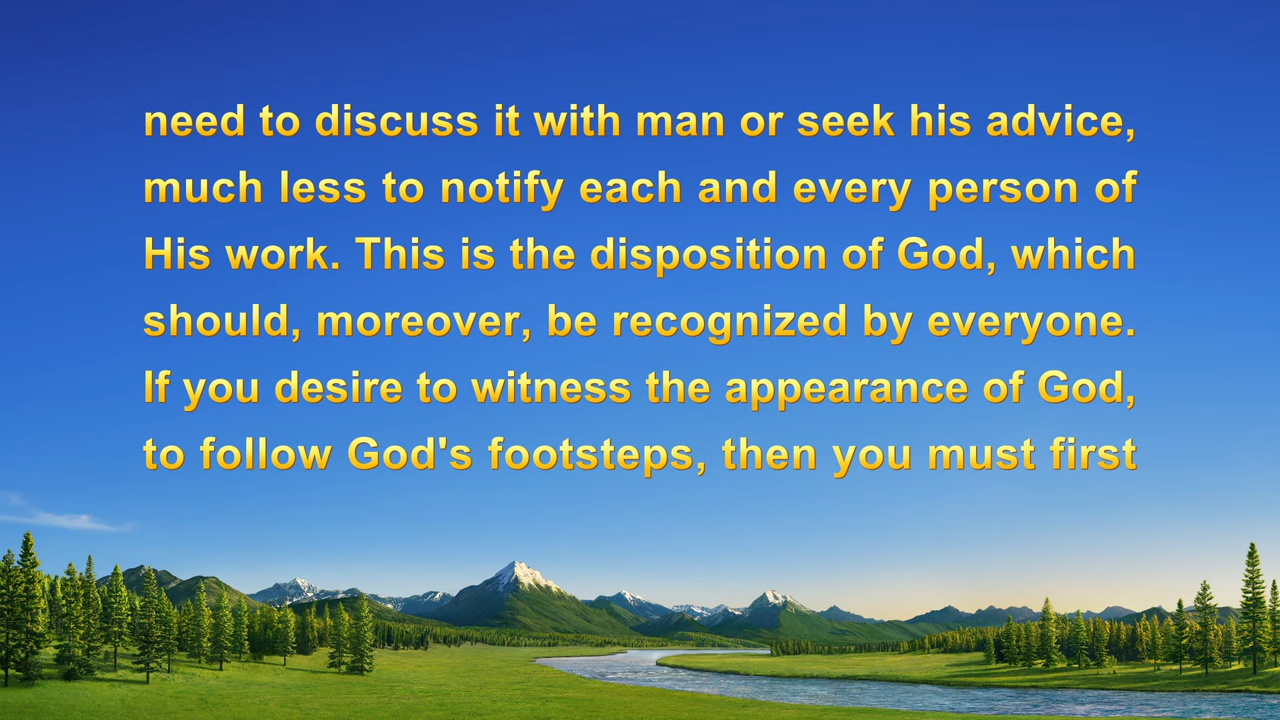 need to discuss it with man or seek his advice,
much less to notify each and every person of
His work. This is the disposition of God, which
should, moreover, be recognized by everyone.
If you desire to witness the appearance of God,
to follow God's footsteps, then you must first